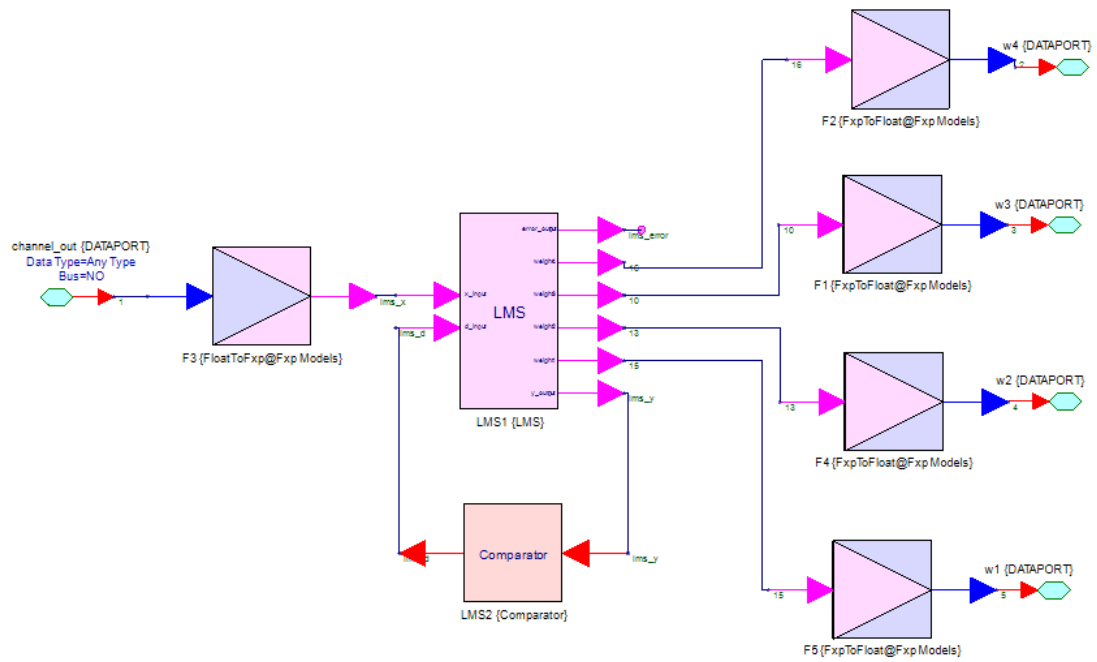 w4 {DATAPORT}
16
2
F2 {FxpToFloat@Fxp Models}
channel_out {DATAPORT}
Data Type=Any Type
Bus=NO
1
F3 {FloatToFxp@Fxp Models}
lms_x
lms_d
error_output
x_input
d_input
LMS
y_output
lms_error
16
10
13
15
lms_y
LMS1 {LMS}
w3 {DATAPORT}
10
3
F1 {FxpToFloat@Fxp Models}
w2 {DATAPORT}
13
4
F4 {FxpToFloat@Fxp Models}
Comparator
lms_y
LMS2 {Comparator}
w1 {DATAPORT}
15
5
F5 {FxpToFloat@Fxp Models}